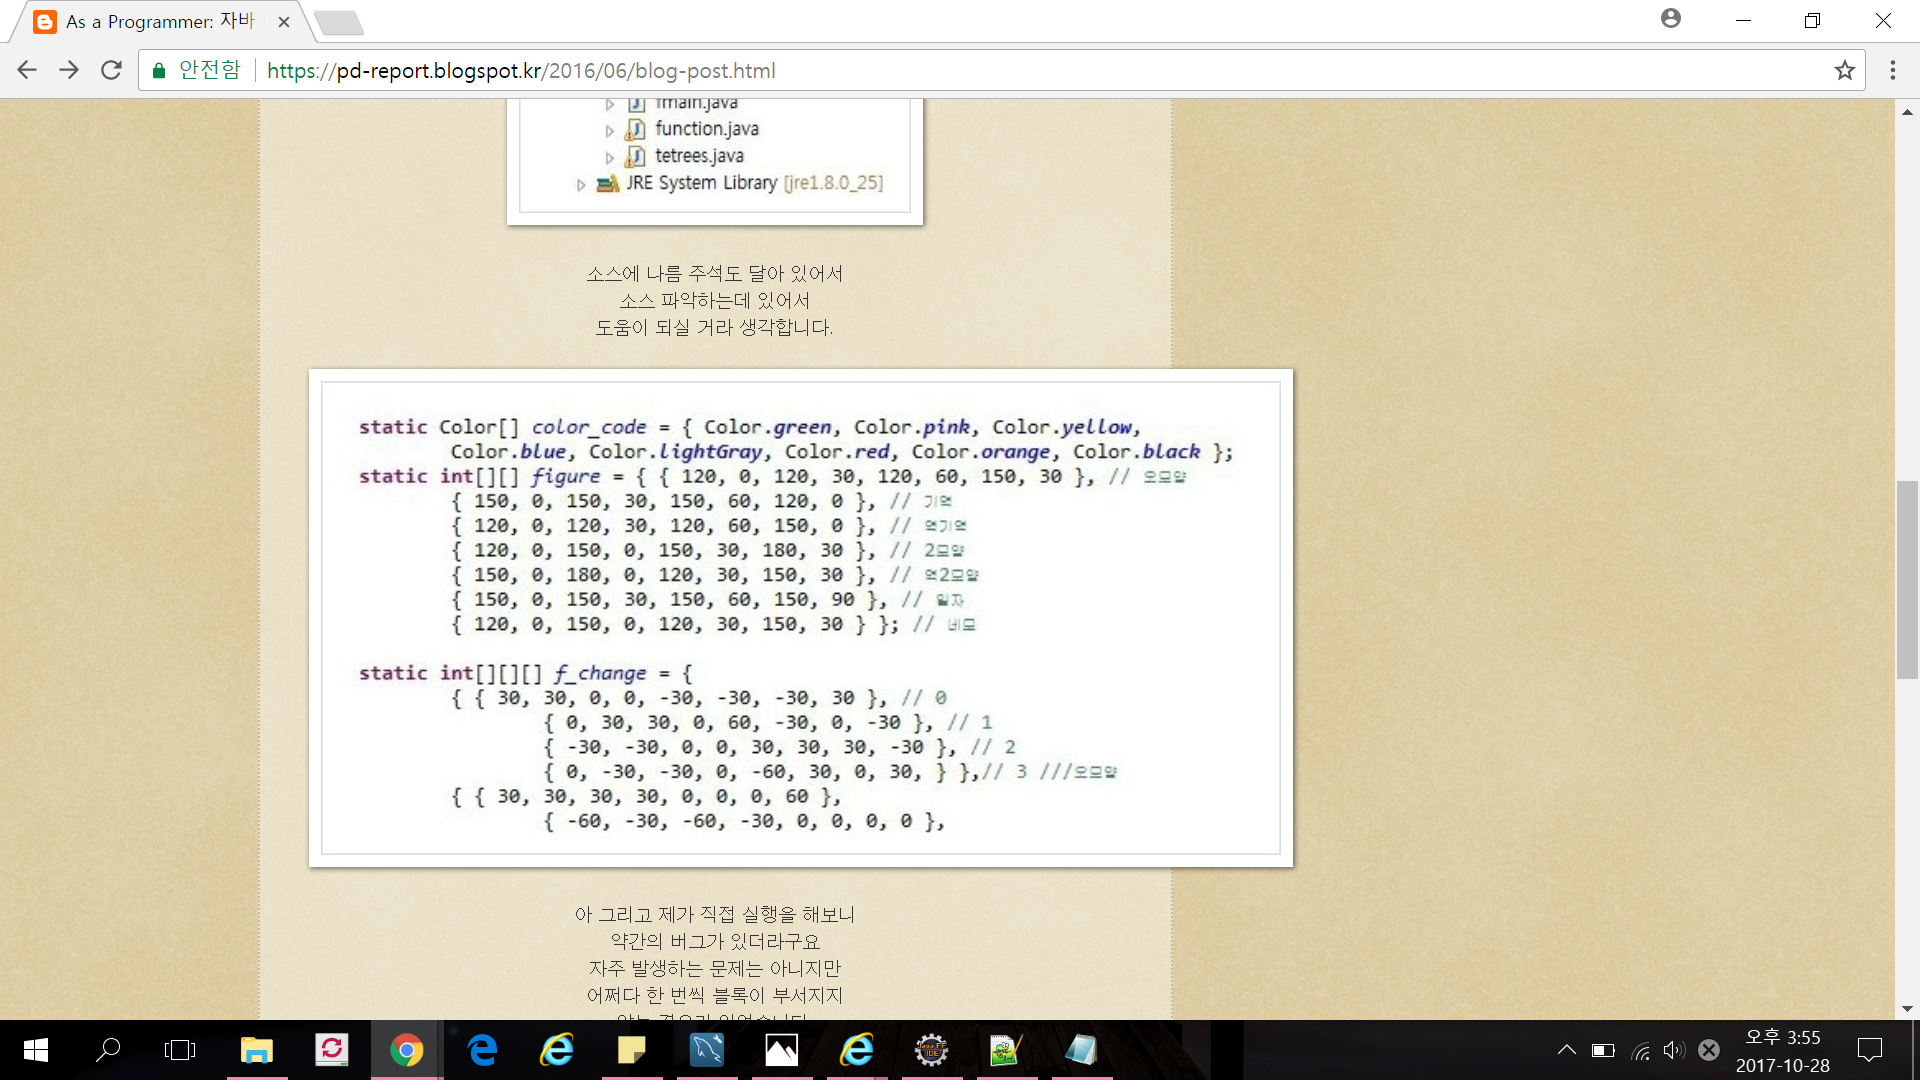 As a Programmer: 자바
안전함
https://pd-report.blogspot.kr/2016/06/blog-post.html
fmain.java
function.java
tetrees.java
JRE System Library [jre1.8.0_25]
소스에 나름 주석도 달아 있어서
소스 파악하는데 있어서
도움이 되실 거라 생각합니다.
static Color[] color_code = { Color.green, Color.pink, Color.yellow,
Color.blue, Color.lightGray, Color.red, Color.orange, Color.black };
static int[][] figure = { { 120, 0, 120, 30, 120, 60, 150, 30 }, // 오모양
{ 150, 0, 150, 30, 150, 60, 120, 0 }, // 기역
{ 120, 0, 120, 30, 120, 60, 150, 0 }, // 역기역
{ 120, 0, 150, 0, 150, 30, 180, 30 }, // 2모양
{ 150, 0, 180, 0, 120, 30, 150, 30 }, // 역2모양
{ 150, 0, 150, 30, 150, 60, 150, 90 }, // 일자
{ 120, 0, 150, 0, 120, 30, 150, 30 } }; // 네모
static int[][][] f_change = {
{ { 30, 30, 0, 0, -30, -30, -30, 30 }, // 0
{ 0, 30, 30, 0, 60, -30, 0, -30 }, // 1
{ -30, -30, 0, 0, 30, 30, 30, -30 }, // 2
{ 0, -30, -30, 0, -60, 30, 0, 30, } },// 3 ///오모양
{ { 30, 30, 30, 30, 0, 0, 0, 60 },
{ -60, -30, -60, -30, 0, 0, 0, 0 },
아 그리고 제가 직접 실행을 해보니
약간의 버그가 있더라구요
자주 발생하는 문제는 아니지만
어쩌다 한 번씩 블록이 부서지지
오후 3:55
2017-10-28